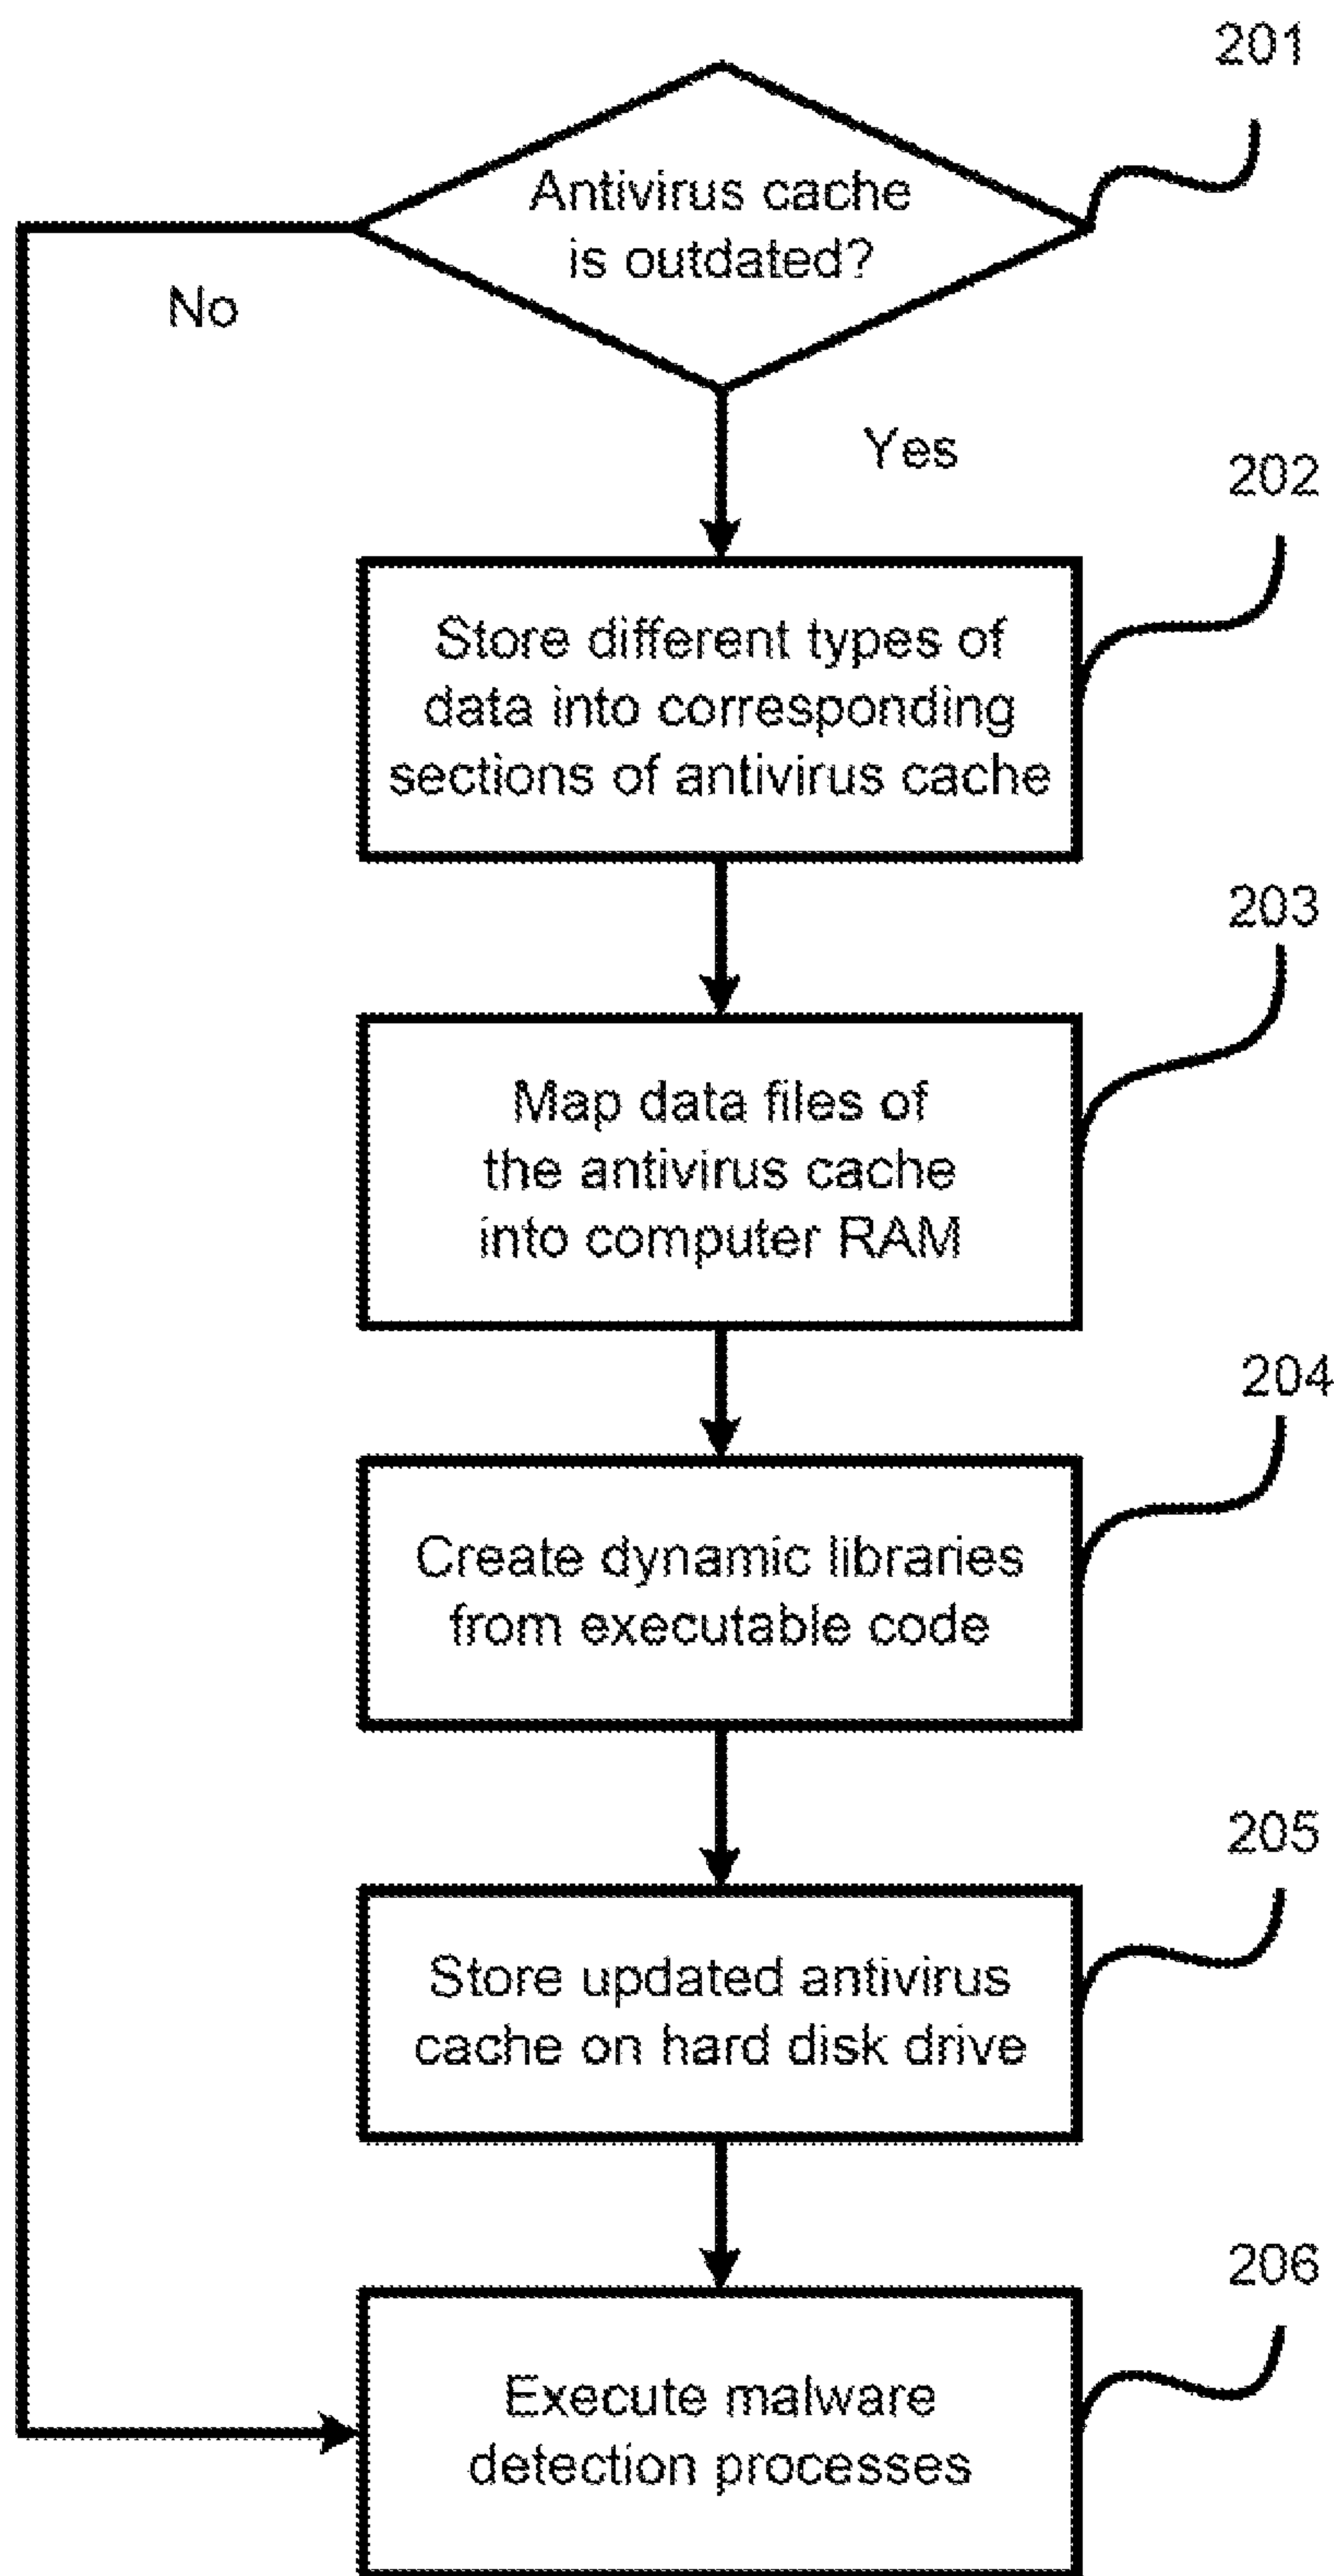 201
Antivirus cache
is outdated?
No
Yes
202
Store different types of
data into corresponding
sections of antivirus cache
203
Map data files of
the antivirus cache
into computer RAM
204
Create dynamic libraries
from executable code
205
Store updated antivirus
cache on hard disk drive
206
Execute malware
detection processes